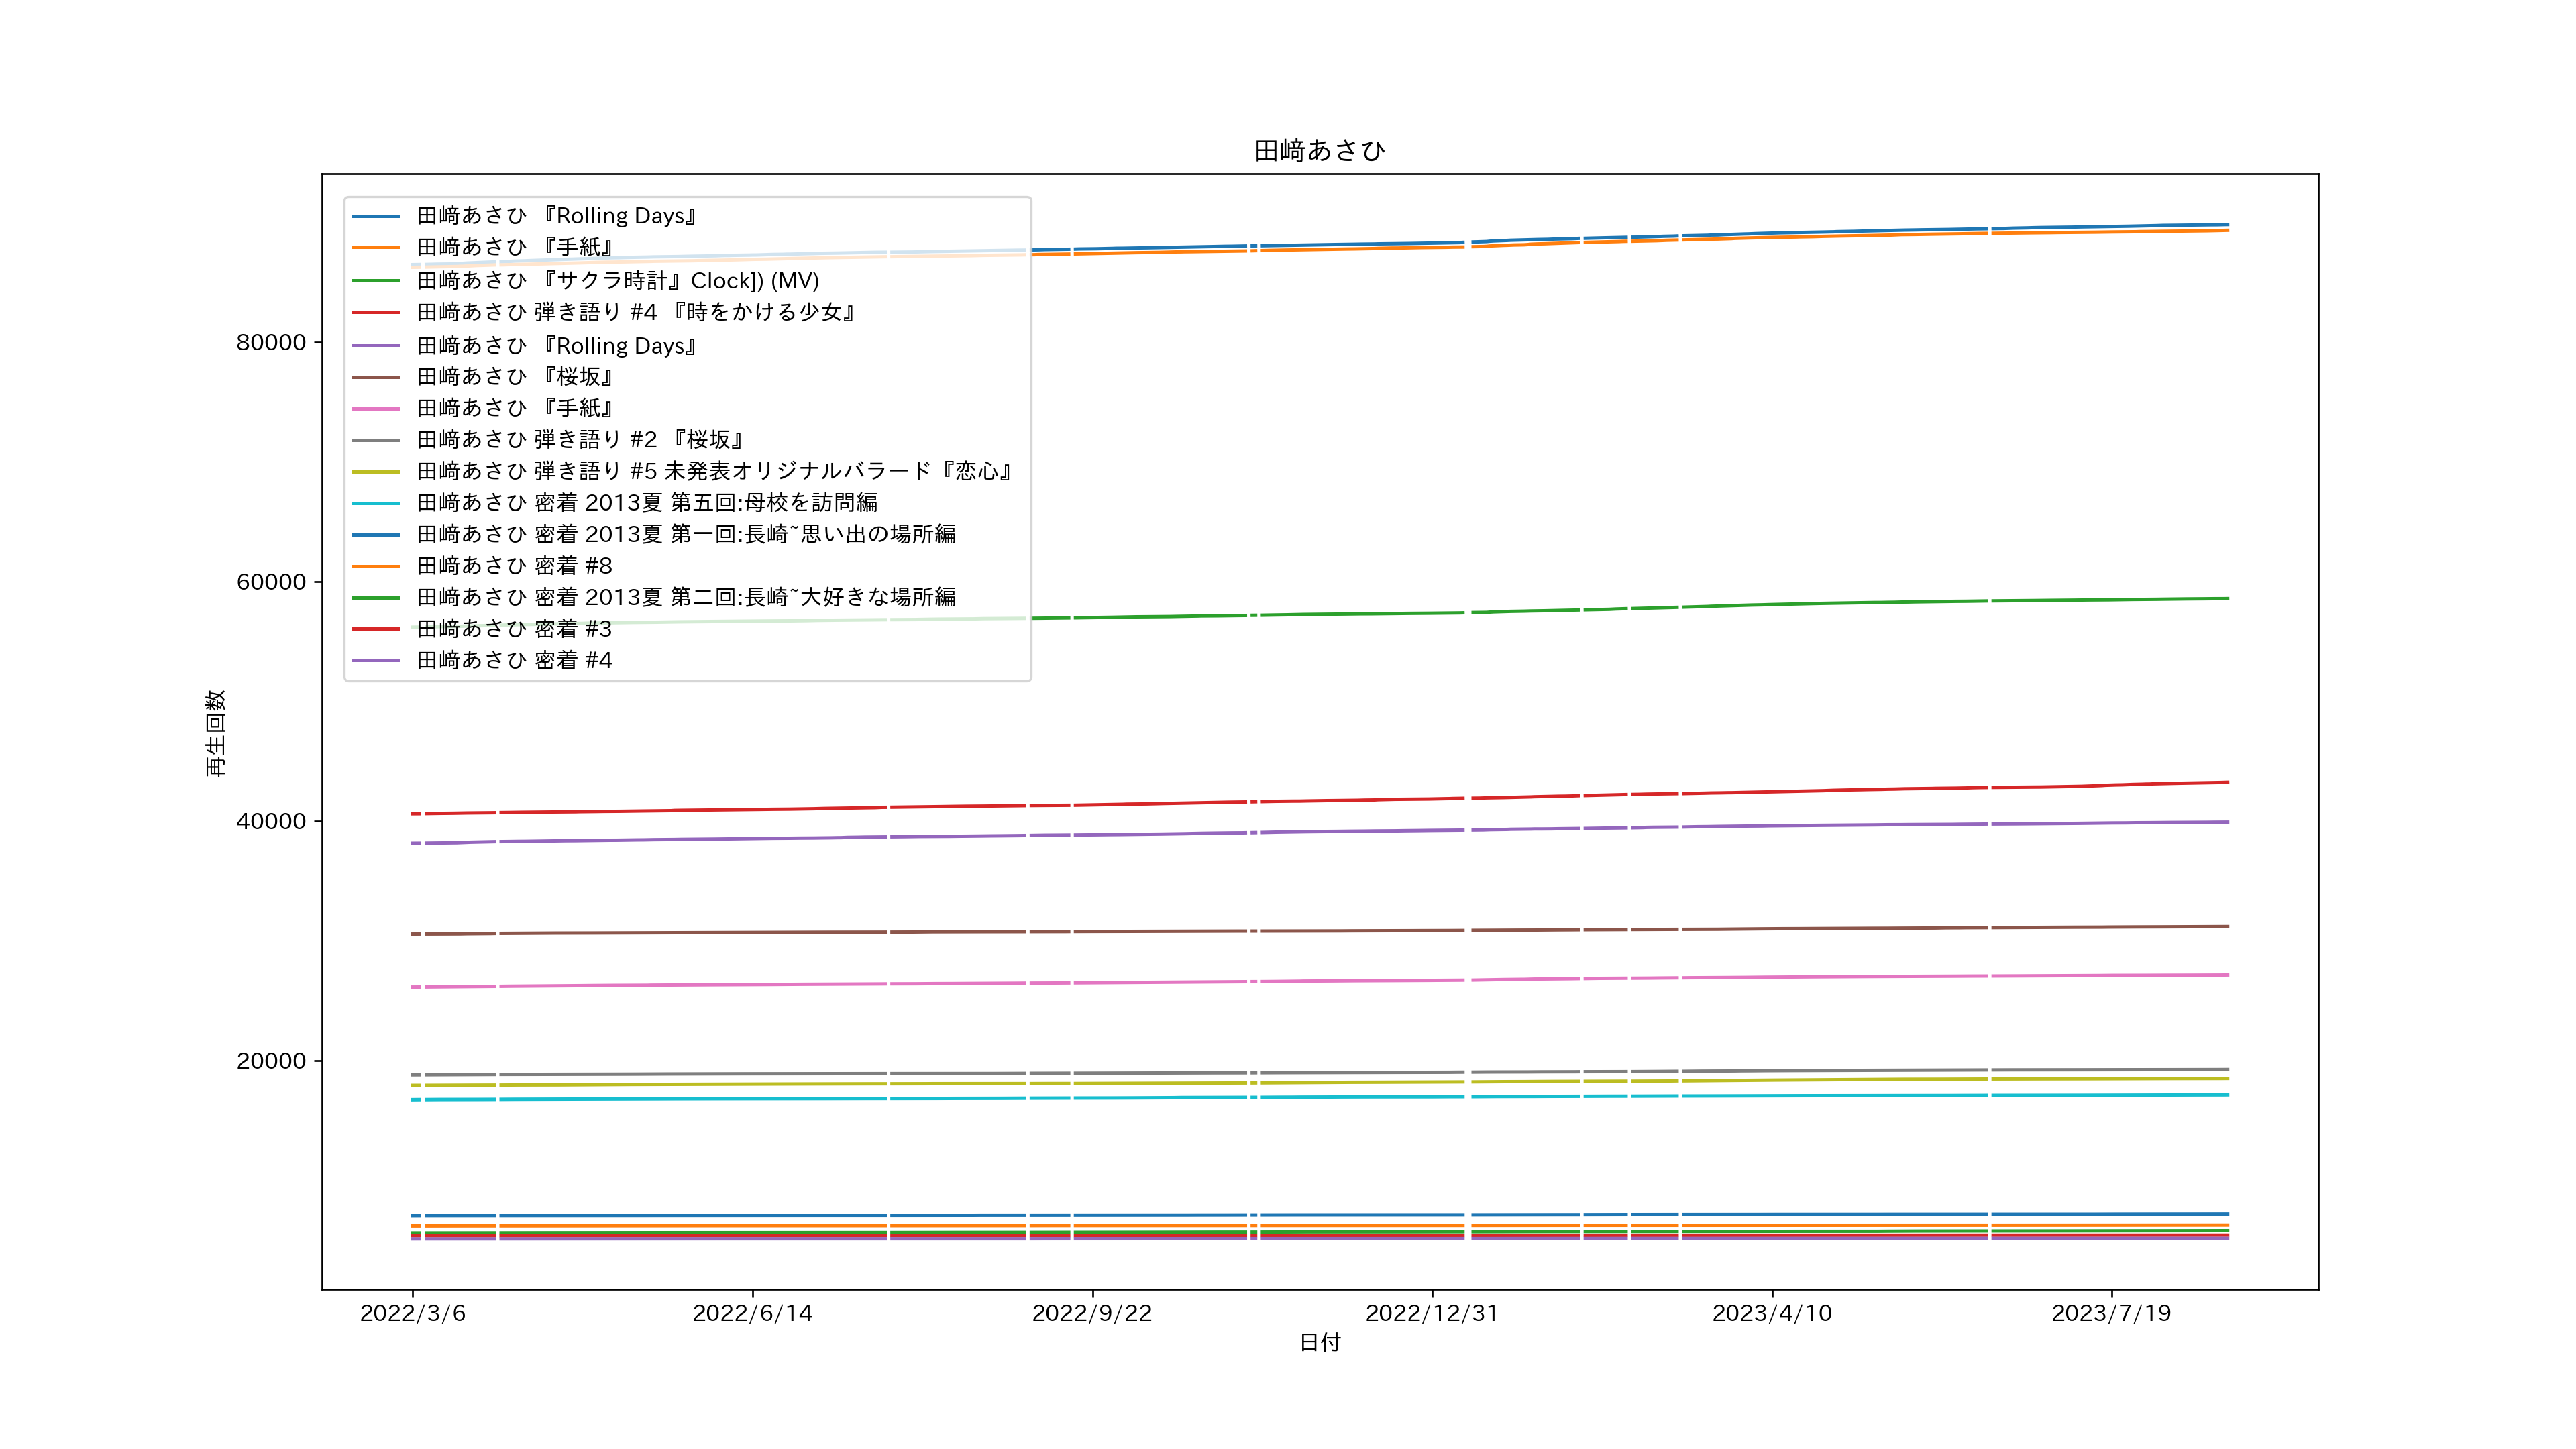 田﨑あさひ
田﨑あさひ 『Rolling Days』
田﨑あさひ 『手紙』
田﨑あさひ 『サクラ時計』Clock]) (MV)
田﨑あさひ 弾き語り #4 『時をかける少女』
田﨑あさひ 『Rolling Days』
田﨑あさひ 『桜坂』
田﨑あさひ 『手紙』
田﨑あさひ 弾き語り #2 『桜坂』
田﨑あさひ 弾き語り #5 未発表オリジナルバラード『恋心』
田﨑あさひ 密着 2013夏 第五回:母校を訪問編
田﨑あさひ 密着 2013夏 第一回:長崎~思い出の場所編
田﨑あさひ 密着 #8
田﨑あさひ 密着 2013夏 第二回:長崎~大好きな場所編
田﨑あさひ 密着 #3
田﨑あさひ 密着 #4
80000
60000
40000
20000
再生回数
2022/3/6 2022/6/14 2022/9/22 2022/12/31 2023/4/10 2023/7/19
日付